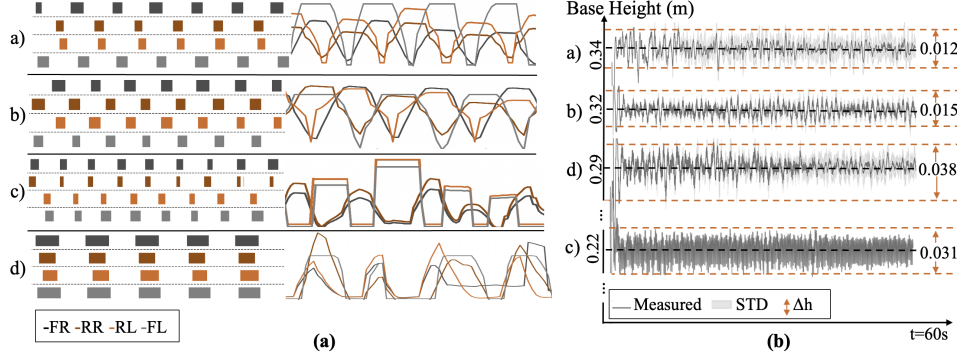 a)
b)
c)
d)
-FR -RR -RL -FL
(a)
Base Height (m)
a) 0.34 0.012
b) 0.32 0.015
d) 0.29 0.038
...
c) 0.22 0.031
...
Measured STD Δh
t=60s
(b)